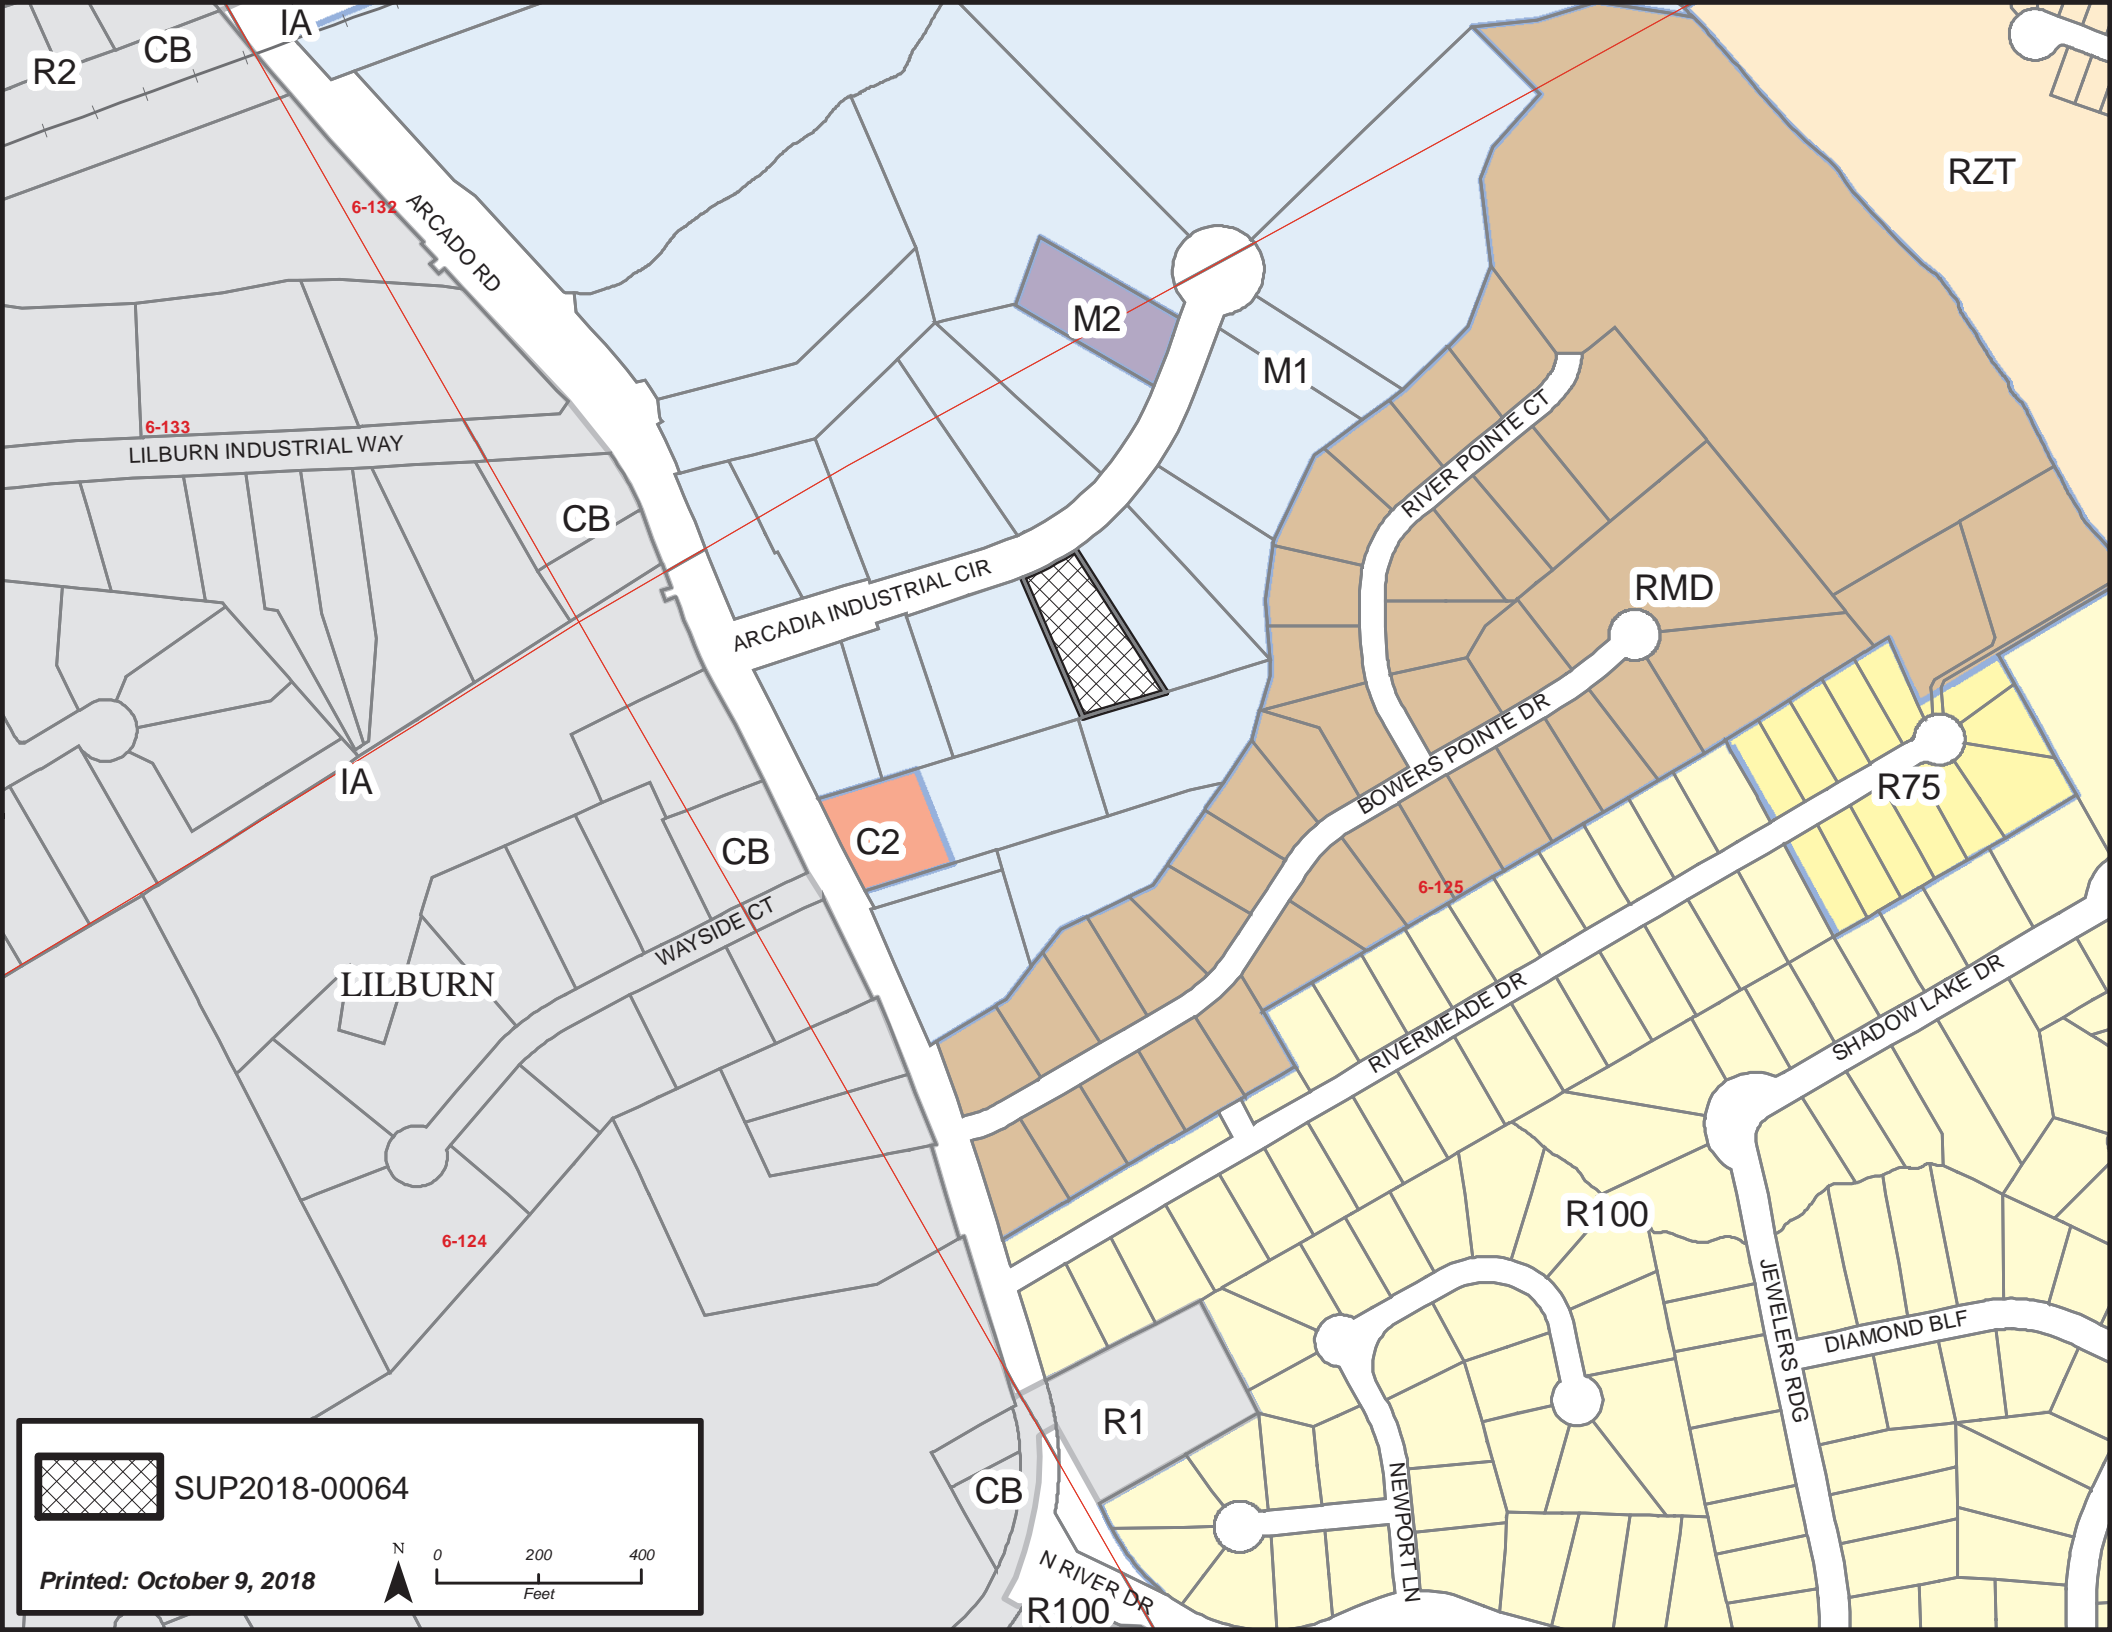 IA
CB
R2
RZT
6-132
ARCADO RD
M2
M1
6-133
LILBURN INDUSTRIAL WAY
RIVER POINTE CT
CB
ARCADIA INDUSTRIAL CIR
RMD
BOWERS POINTE DR
IA
R75
C2
CB
6-125
WAYSIDE CT
LILBURN
RIVERMEADE DR
SHADOW LAKE DR
R100
6-124
JEWELERS RDG
DIAMOND BLF
R1
CB
NEWPORT LN
N RIVER DR
R100
SUP2018-00064
N
0 200 400
Feet
Printed: October 9, 2018